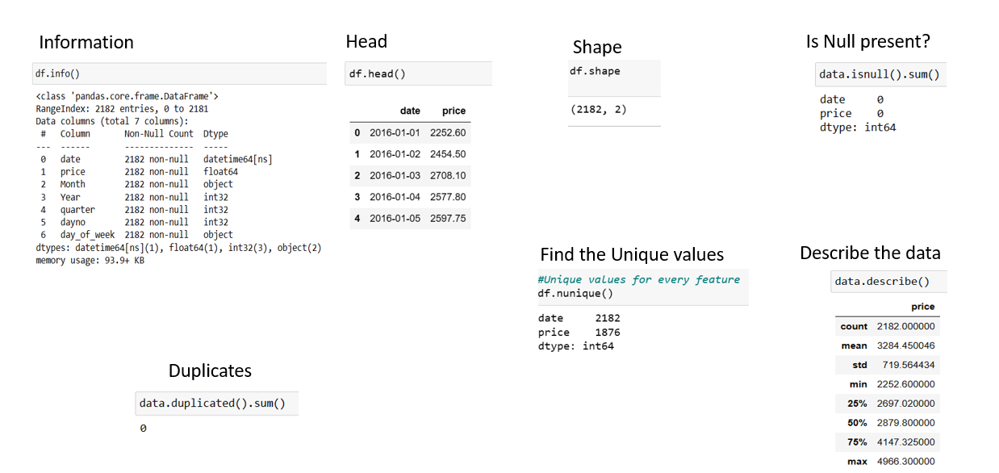 Information
df.info()
<class 'pandas.core.frame.DataFrame'>
RangeIndex: 2182 entries, 0 to 2181
Data columns (total 7 columns):
#   Column   Non-Null Count   Dtype
---  ------   --------------   -----
0   date   2182 non-null   datetime64[ns]
1   price   2182 non-null   float64
2   Month   2182 non-null   object
3   Year   2182 non-null   int32
4   quarter   2182 non-null   int32
5   dayno   2182 non-null   int32
6   day_of_week   2182 non-null   object
dtypes: datetime64[ns](1), float64(1), int32(3), object(2)
memory usage: 93.9+ KB
Head
df.head()
date   price
0   2016-01-01   2252.60
1   2016-01-02   2454.50
2   2016-01-03   2708.10
3   2016-01-04   2577.80
4   2016-01-05   2597.75
Shape
df.shape
(2182, 2)
Is Null present?
data.isnull().sum()
date   0
price   0
dtype: int64
Find the Unique values
#Unique values for every feature
df.nunique()
date   2182
price   1876
dtype: int64
Describe the data
data.describe()
price
count   2182.000000
mean   3284.450046
std   719.564434
min   2252.600000
25%   2697.020000
50%   2879.800000
75%   4147.325000
max   4966.300000
Duplicates
data.duplicated().sum()
0